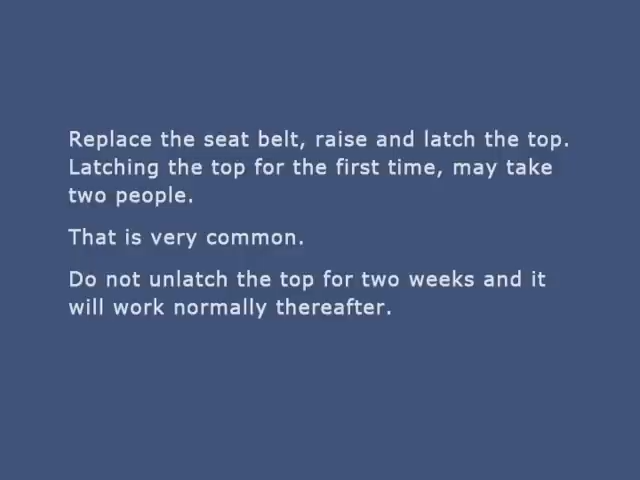 Replace the seat belt, raise and latch the top.
Latching the top for the first time, may take
two people.
That is very common.
Do not unlatch the top for two weeks and it
will work normally thereafter.